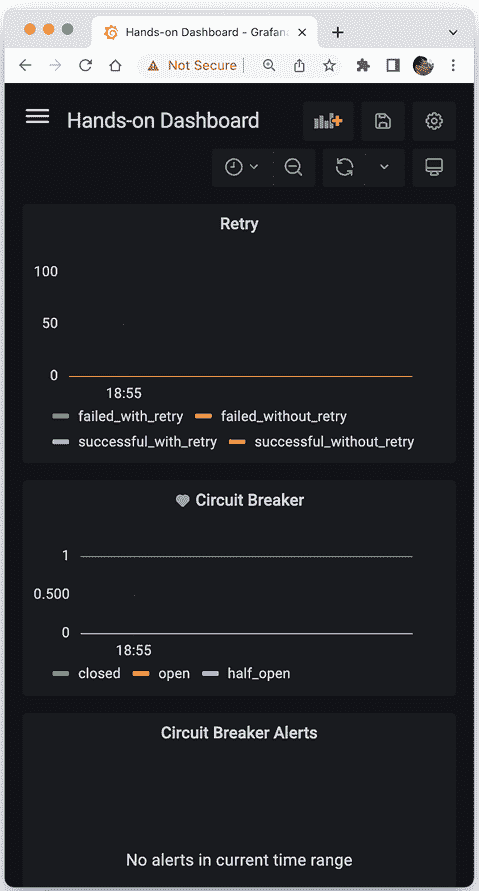 Hands-on Dashboard - Grafana
Not Secure
Hands-on Dashboard
Retry
100
50
0
18:55
failed_with_retry failed_without_retry
successful_with_retry successful_without_retry
Circuit Breaker
1
0.500
0
18:55
closed open half_open
Circuit Breaker Alerts
No alerts in current time range